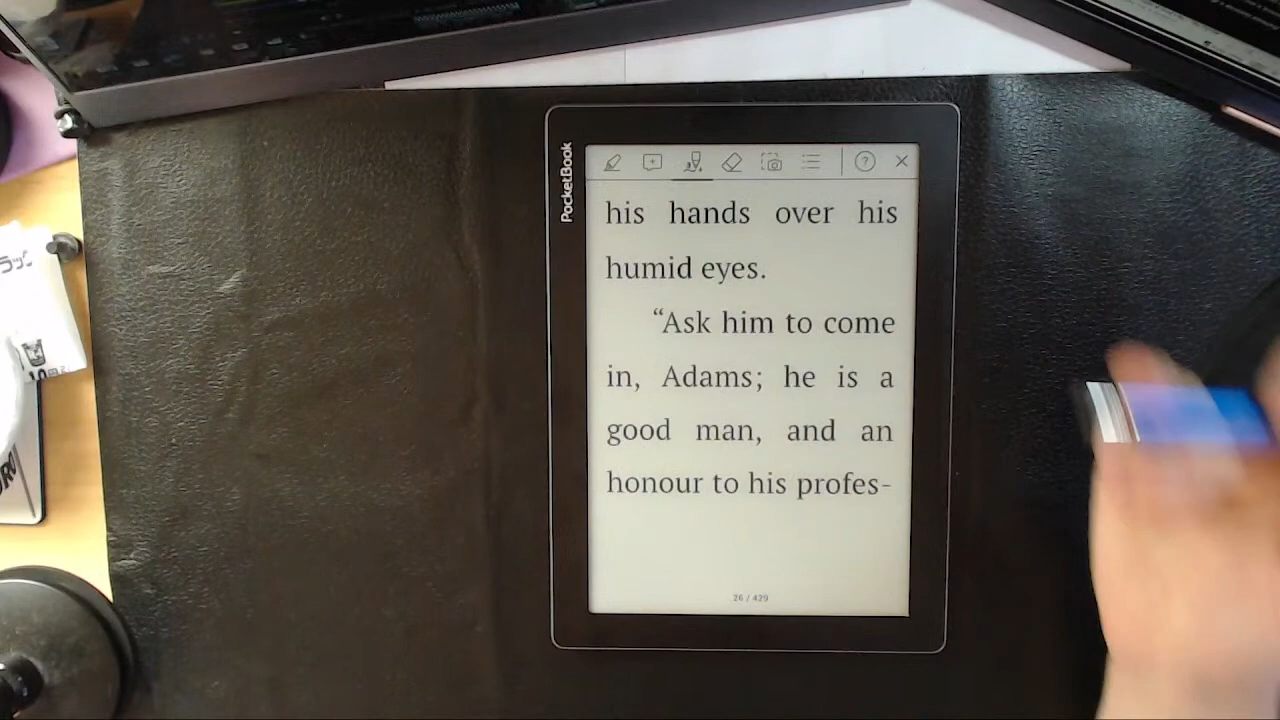 PocketBook
his hands over his
humid eyes.
“Ask him to come
in, Adams; he is a
good man, and an
honour to his profes-
26 / 429